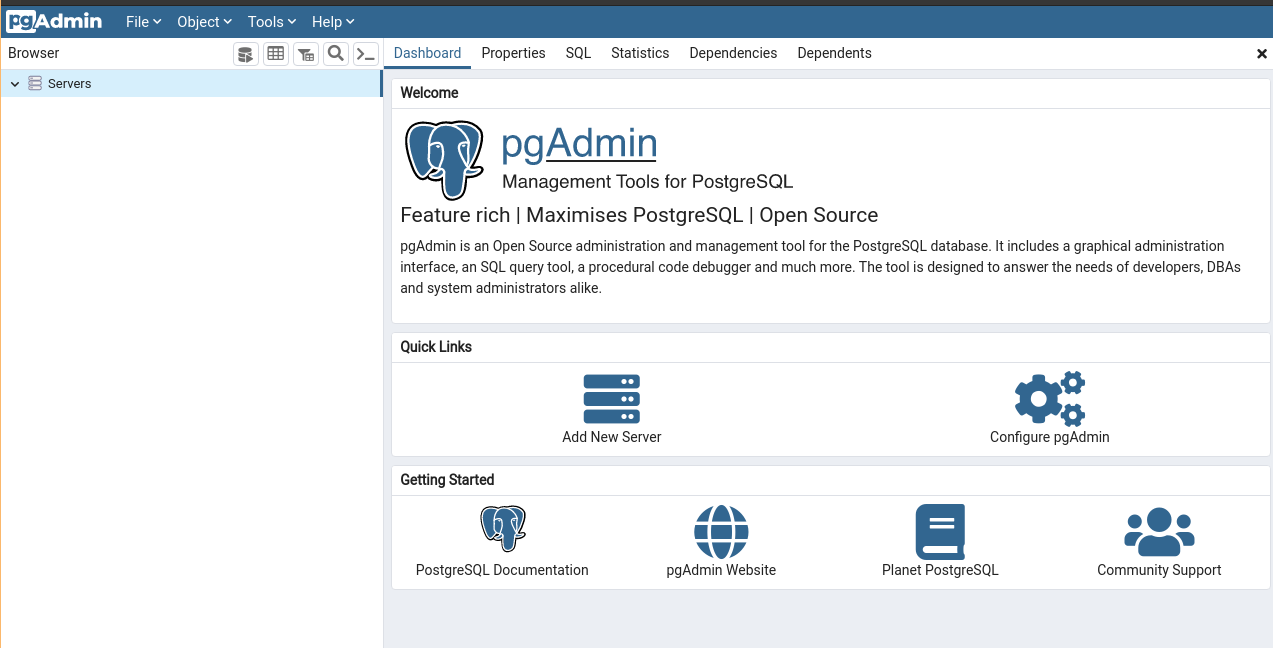 pgAdmin File Object Tools Help
Browser
Dashboard Properties SQL Statistics Dependencies Dependents
Servers
Welcome
pgAdmin
Management Tools for PostgreSQL
Feature rich | Maximises PostgreSQL | Open Source
pgAdmin is an Open Source administration and management tool for the PostgreSQL database. It includes a graphical administration
interface, an SQL query tool, a procedural code debugger and much more. The tool is designed to answer the needs of developers, DBAs
and system administrators alike.
Quick Links
Add New Server
Configure pgAdmin
Getting Started
PostgreSQL Documentation
pgAdmin Website
Planet PostgreSQL
Community Support